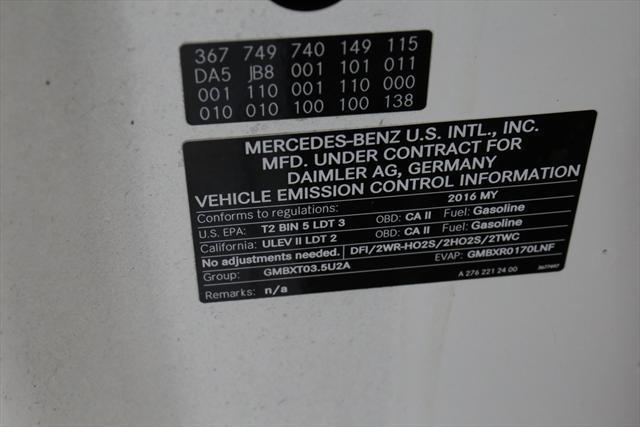 367 749 740 149 115
DA5 JB8 001 101 011
001 110 001 110 000
010 010 100 100 138
MERCEDES-BENZ U.S. INTL., INC.
MFD. UNDER CONTRACT FOR
DAIMLER AG, GERMANY
VEHICLE EMISSION CONTROL INFORMATION
Conforms to regulations: 2016 MY
U.S. EPA: T2 BIN 5 LDT 3 OBD: CA II Fuel: Gasoline
California: ULEV II LDT 2 OBD: CA II Fuel: Gasoline
No adjustments needed. DFI/2WR-HO2S/2HO2S/2TWC
Group: GMBXT03.5U2A EVAP: GMBXR0170LNF
Remarks: n/a A 276 221 24 00